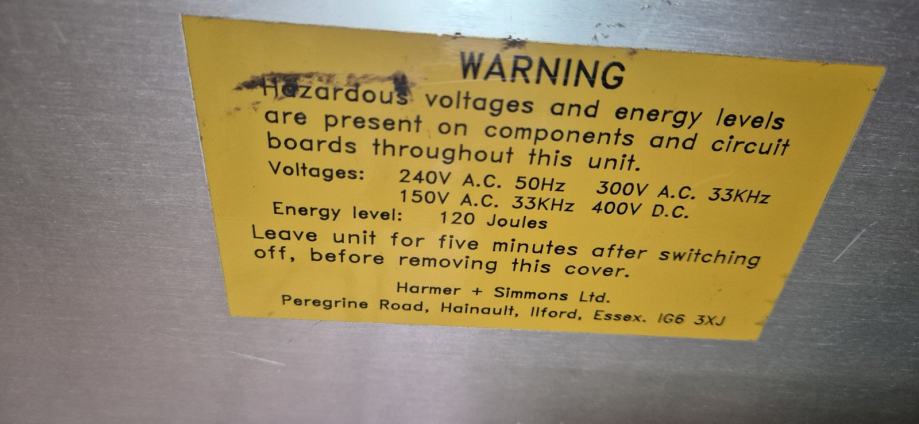 WARNING
Hazardous voltages and energy levels
are present on components and circuit
boards throughout this unit.
Voltages: 240V A.C. 50Hz 300V A.C. 33KHz
150V A.C. 33KHz 400V D.C.
Energy level: 120 Joules
Leave unit for five minutes after switching
off, before removing this cover.
Harmer + Simmons Ltd.
Peregrine Road, Hainault, Ilford, Essex. IG6 3XJ